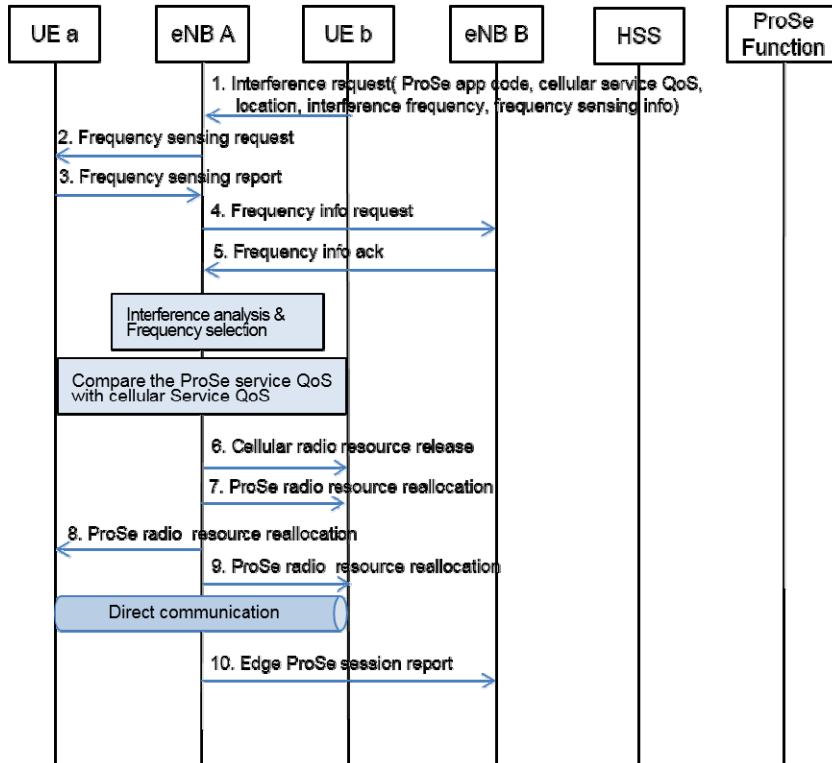 UE a
eNB A
UE b
eNB B
HSS
ProSe
Function
1. Interference request( ProSe app code, cellular service QoS,
location, interference frequency, frequency sensing info)
2. Frequency sensing request
3. Frequency sensing report
4. Frequency info request
5. Frequency info ack
Interference analysis &
Frequency selection
Compare the ProSe service QoS
with cellular Service QoS
6. Cellular radio resource release
7. ProSe radio resource reallocation
8. ProSe radio resource reallocation
9. ProSe radio resource reallocation
Direct communication
10. Edge ProSe session report